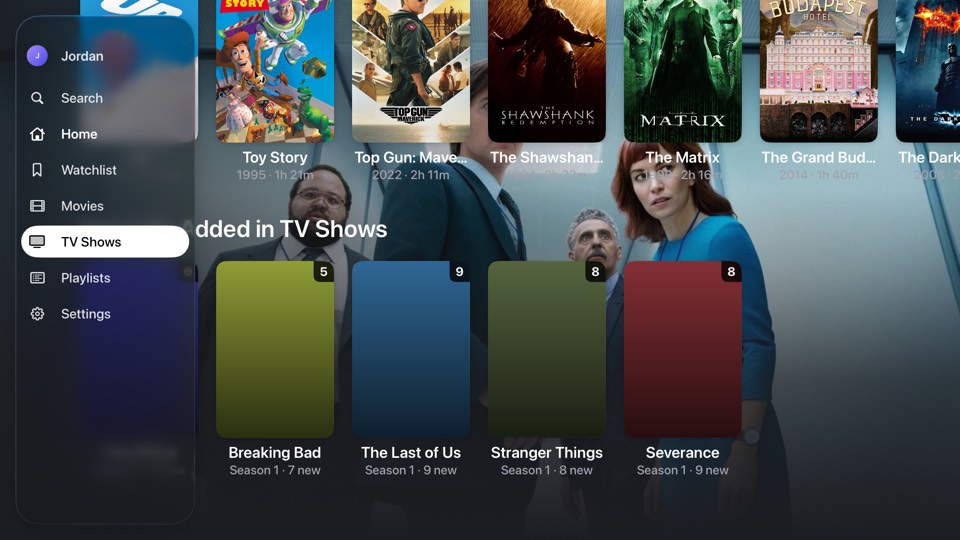 J
Jordan
Search
Home
Watchlist
Movies
TV Shows
Playlists
Settings
UP
STORY
TOP GUN
MAVERICK
THE
SHAWSHANK
REDEMPTION
MATRIX
BUDAPEST
HOTEL
THE DARK
Toy Story
Top Gun: Mave...
The Shawshan...
The Matrix
The Grand Bud...
The Dark
1995 · 1h 21m
2022 · 2h 11m
2h 16m
2014 · 1h 40m
2008 ·
dded in TV Shows
5
9
8
8
Breaking Bad
The Last of Us
Stranger Things
Severance
Season 1 · 7 new
Season 1 · 9 new
Season 1 · 8 new
Season 1 · 9 new